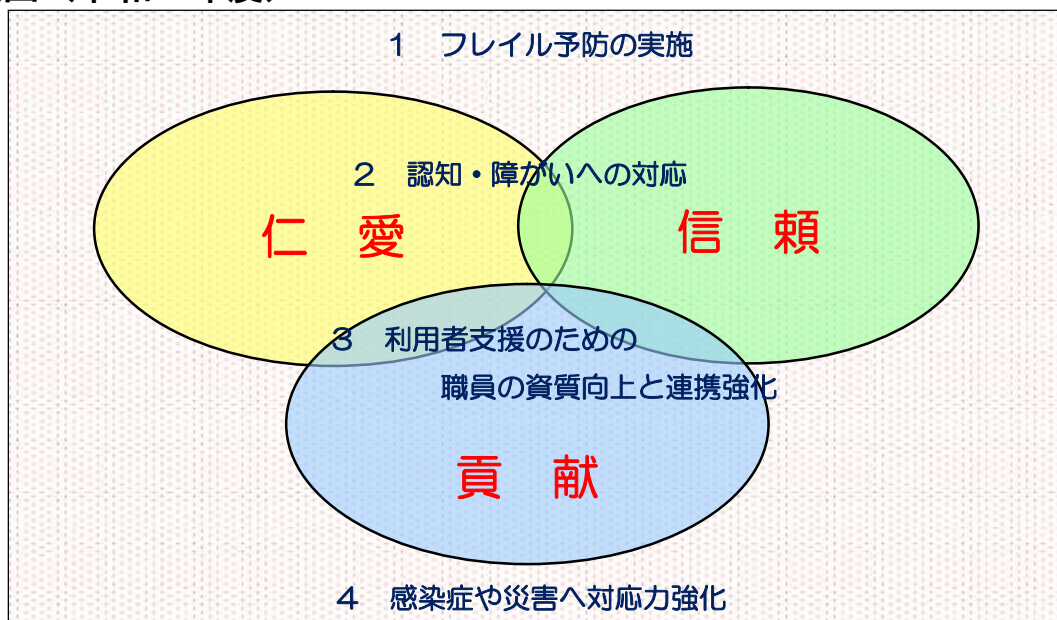 1 フレイル予防の実施
2 認知・障がいへの対応
仁 愛
信 頼
3 利用者支援のための
職員の資質向上と連携強化
貢 献
4 感染症や災害へ対応力強化